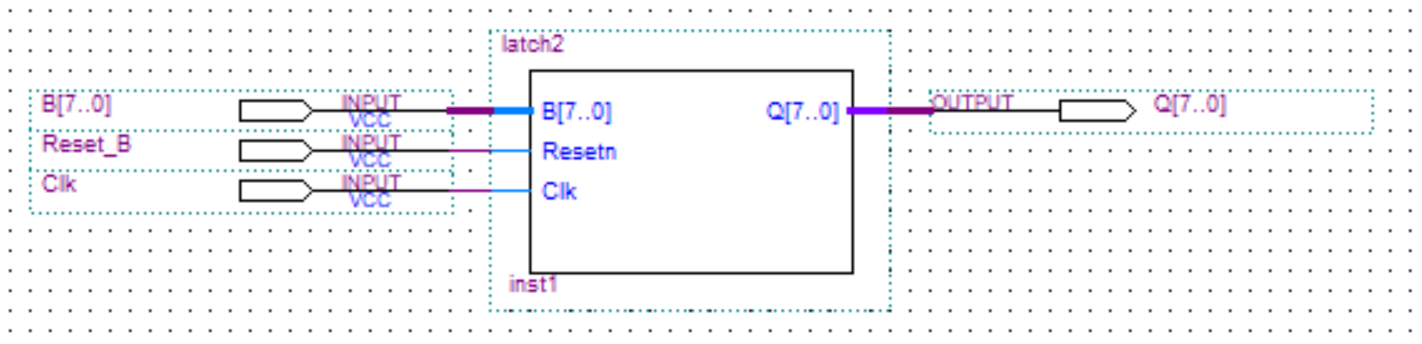 latch2
B[7..0] INPUT VCC B[7..0] Q[7..0] OUTPUT Q[7..0]
Reset_B INPUT VCC Resetn
Clk INPUT VCC Clk
inst1